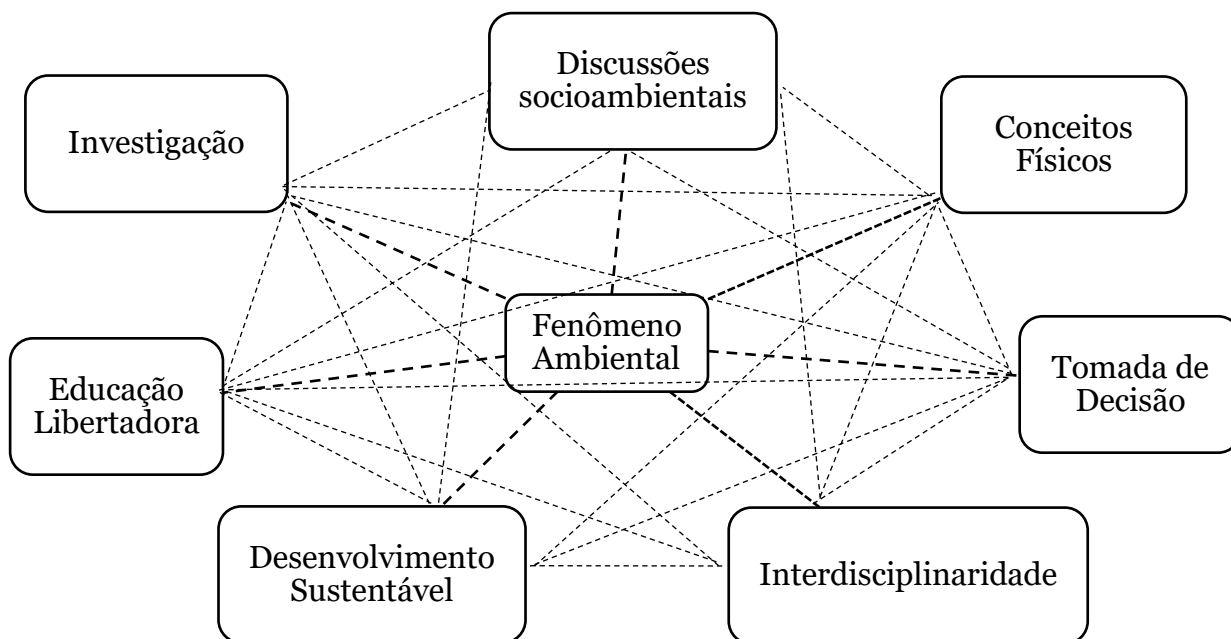 Discussões
socioambientais
Investigação
Conceitos
Físicos
Fenômeno
Ambiental
Educação
Libertadora
Tomada de
Decisão
Desenvolvimento
Sustentável
Interdisciplinaridade